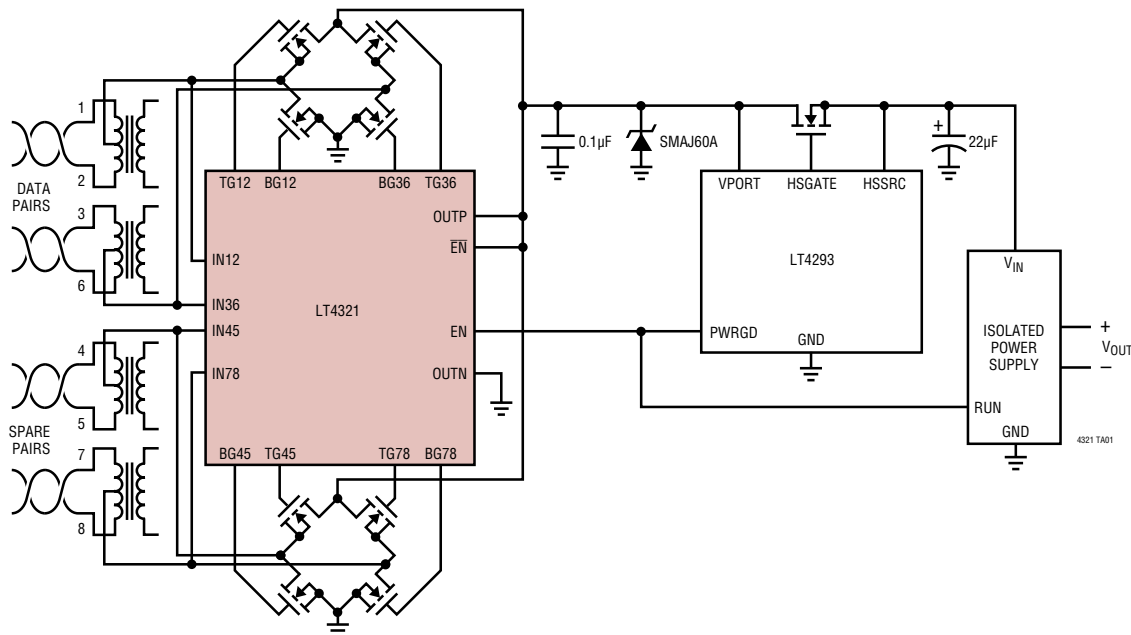 1
2
DATA
PAIRS
3
6
4
5
SPARE
PAIRS
7
8
TG12
BG12
BG36
TG36
OUTP
EN
IN12
IN36
LT4321
IN45
EN
IN78
OUTN
BG45
TG45
TG78
BG78
0.1µF
SMAJ60A
VPORT
HSGATE
HSSRC
LT4293
PWRGD
GND
+
22µF
VIN
ISOLATED
POWER
SUPPLY
+
VOUT
–
RUN
GND
4321 TA01